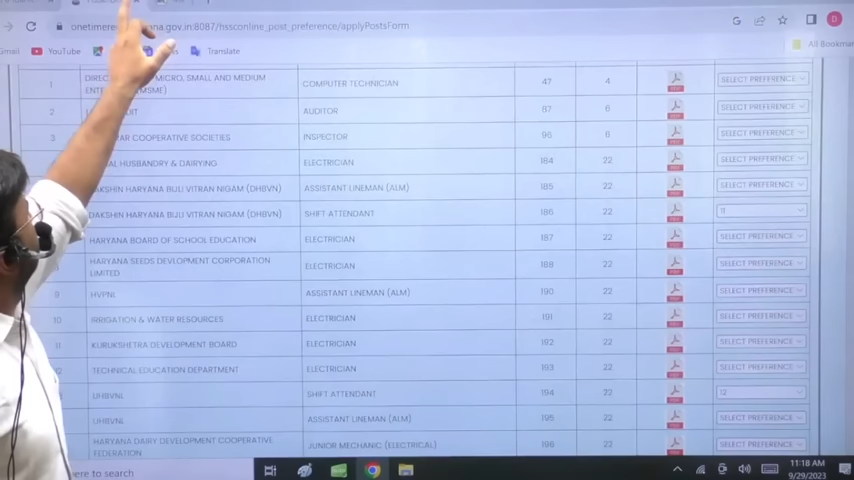 onetimere
ana.gov.in:8087/hssconline_post_preference/applyPostsForm
Gmail
YouTube
Translate
All Bookmar
1
MICRO, SMALL AND MEDIUM
(MSME)
COMPUTER TECHNICIAN
47
4
SELECT PREFERENCE
2
AUDITOR
87
6
SELECT PREFERENCE
3
COOPERATIVE SOCIETIES
INSPECTOR
96
6
SELECT PREFERENCE
HUSBANDRY & DAIRYING
ELECTRICIAN
184
22
SELECT PREFERENCE
DAKSHIN HARYANA BIJLI VITRAN NIGAM (DHBVN)
ASSISTANT LINEMAN (ALM)
185
22
SELECT PREFERENCE
DAKSHIN HARYANA BIJLI VITRAN NIGAM (DHBVN)
SHIFT ATTENDANT
186
22
11
HARYANA BOARD OF SCHOOL EDUCATION
ELECTRICIAN
187
22
SELECT PREFERENCE
HARYANA SEEDS DEVLOPMENT CORPORATION
LIMITED
ELECTRICIAN
188
22
SELECT PREFERENCE
9
HVPNL
ASSISTANT LINEMAN (ALM)
190
22
SELECT PREFERENCE
10
IRRIGATION & WATER RESOURCES
ELECTRICIAN
191
22
SELECT PREFERENCE
11
KURUKSHETRA DEVELOPMENT BOARD
ELECTRICIAN
192
22
SELECT PREFERENCE
TECHNICAL EDUCATION DEPARTMENT
ELECTRICIAN
193
22
SELECT PREFERENCE
UHBVNL
SHIFT ATTENDANT
194
22
12
UHBVNL
ASSISTANT LINEMAN (ALM)
195
22
SELECT PREFERENCE
HARYANA DAIRY DEVELOPMENT COOPERATIVE
FEDERATION
JUNIOR MECHANIC (ELECTRICAL)
196
22
SELECT PREFERENCE
here to search
11:18 AM
9/29/2023